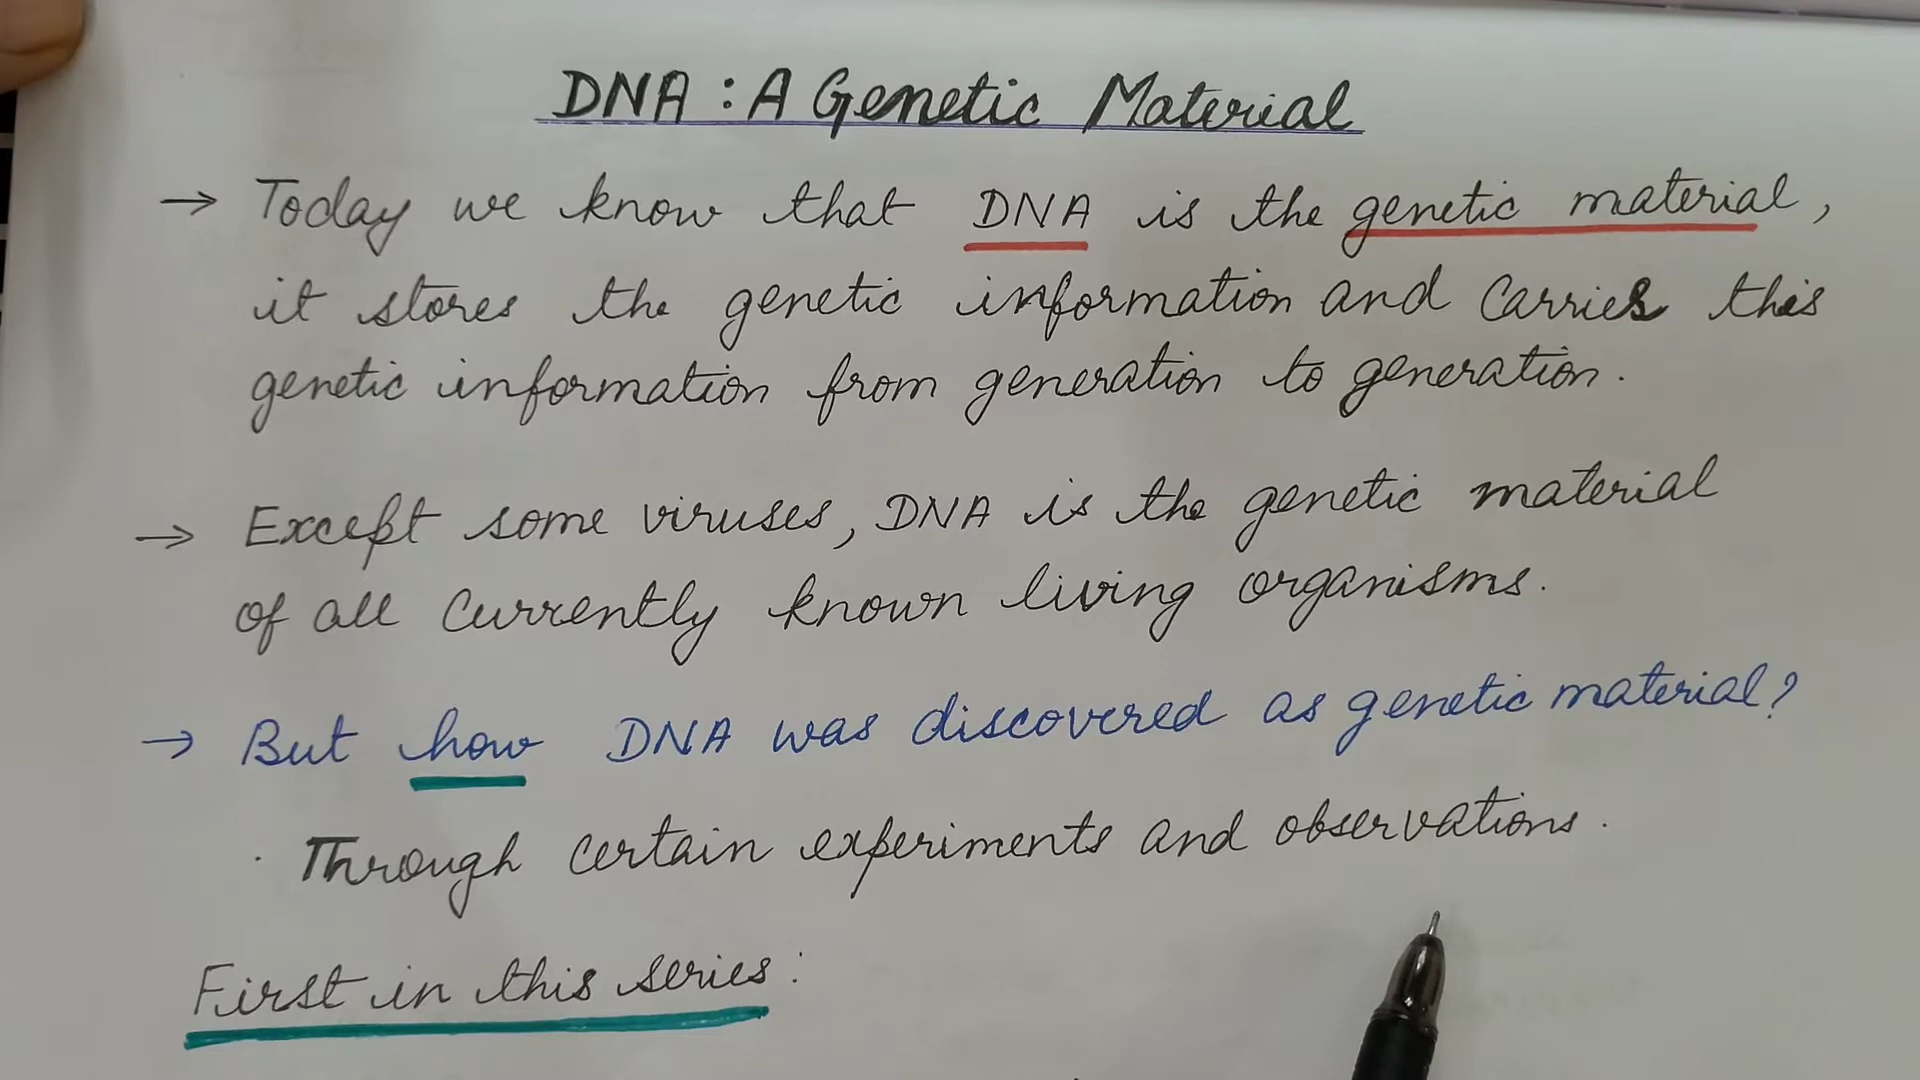 DNA : A Genetic Material
→ Today we know that DNA is the genetic material,
it stores the genetic information and carries this
genetic information from generation to generation.
→ Except some viruses, DNA is the genetic material
of all currently known living organisms.
→ But how DNA was discovered as genetic material?
· Through certain experiments and observations.
First in this series :